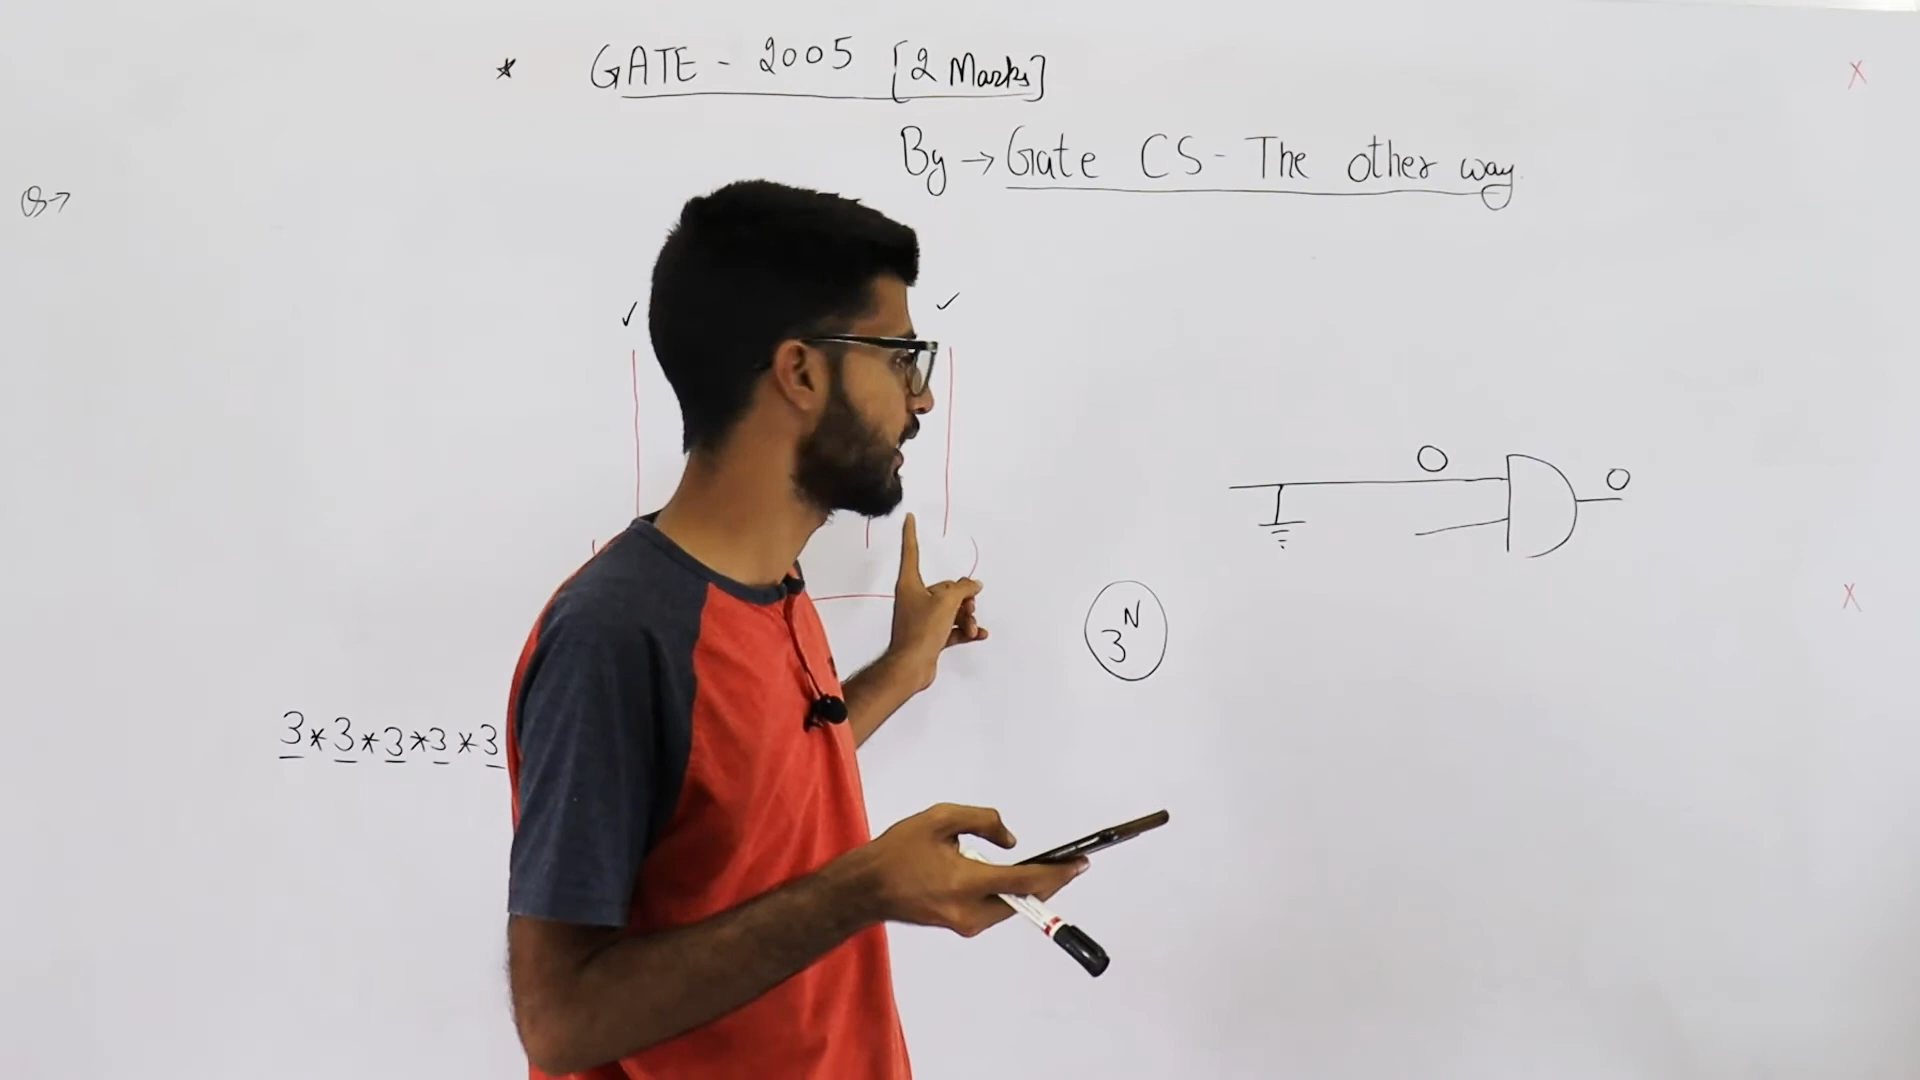 * GATE - 2005 [2 Marks]
By → Gate CS - The other way.
Q→
✓ ✓
0 0
3^N
3*3*3*3*3
x
x